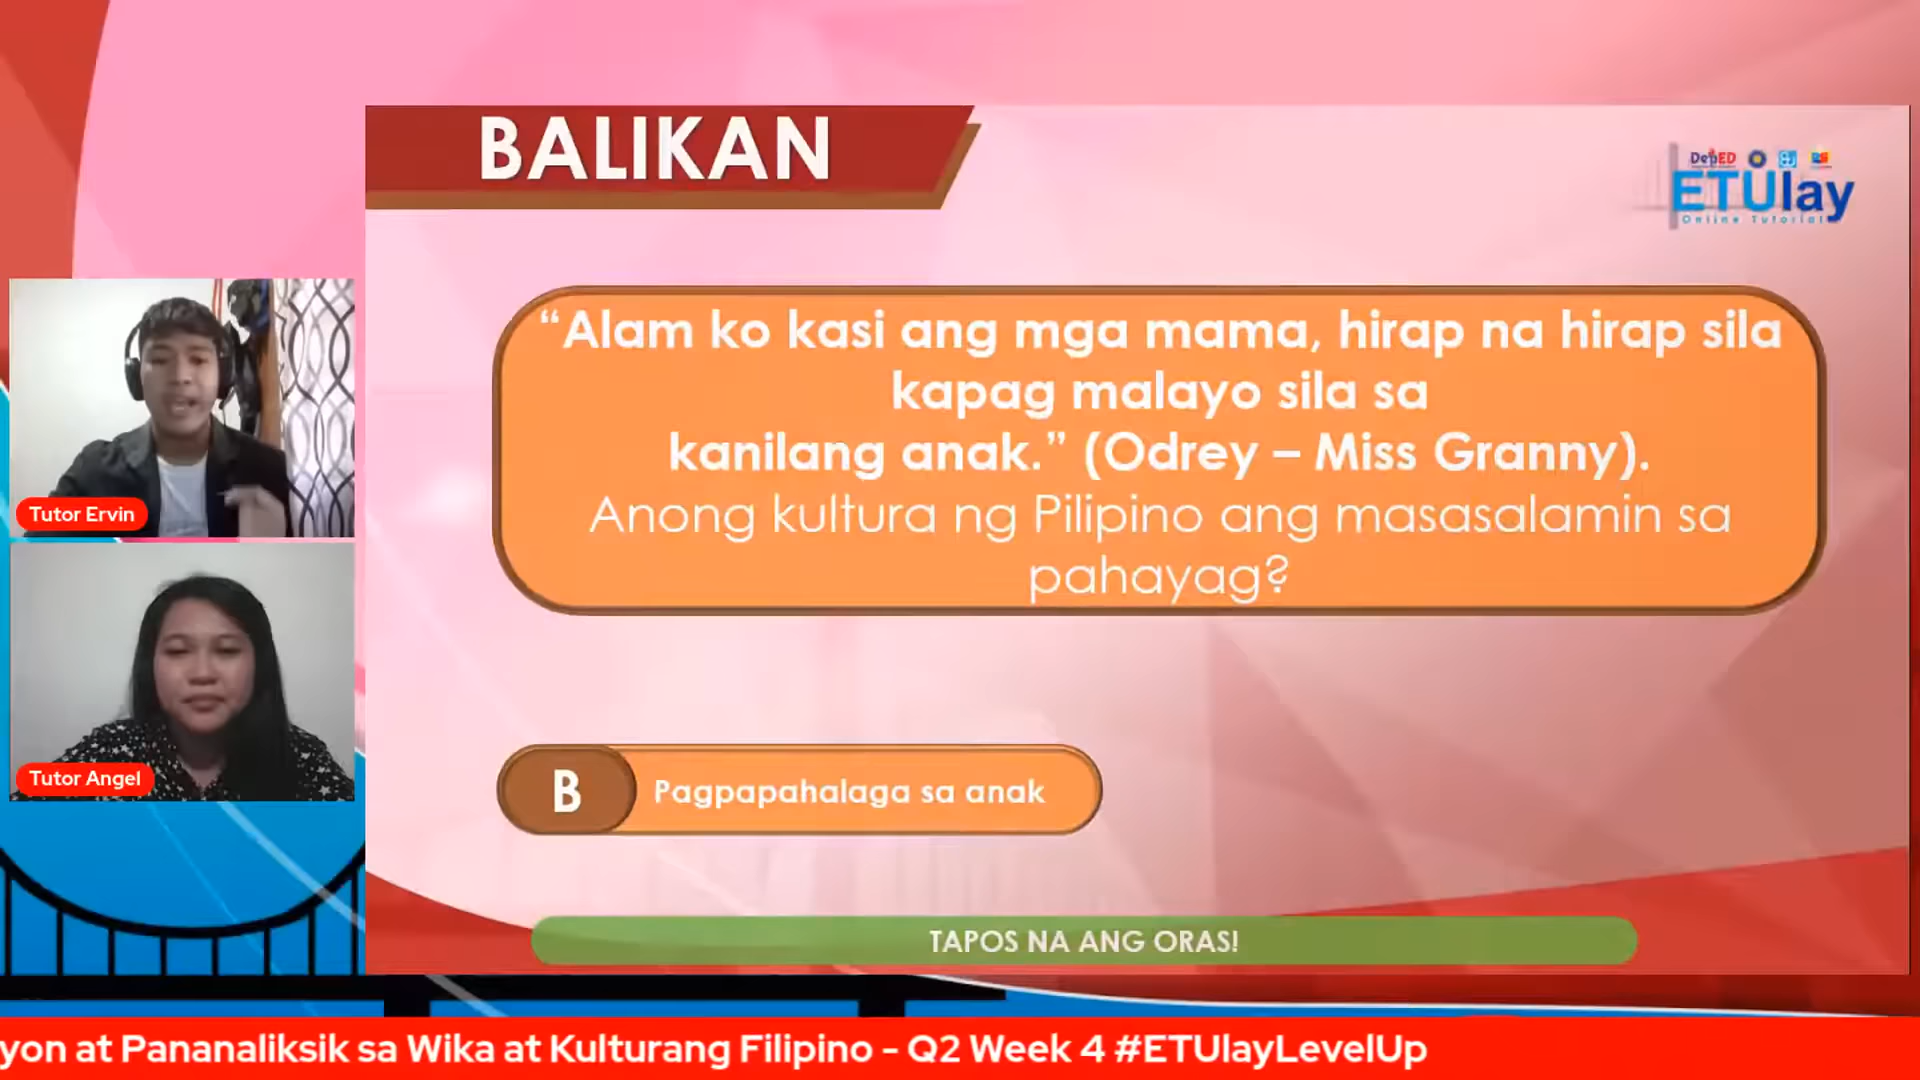 BALIKAN
DepED
ETUlay
Online Tutorial
“Alam ko kasi ang mga mama, hirap na hirap sila
kapag malayo sila sa
kanilang anak.” (Odrey – Miss Granny).
Anong kultura ng Pilipino ang masasalamin sa
pahayag?
Tutor Ervin
Tutor Angel
B Pagpapahalaga sa anak
TAPOS NA ANG ORAS!
yon at Pananaliksik sa Wika at Kulturang Filipino - Q2 Week 4 #ETUlayLevelUp